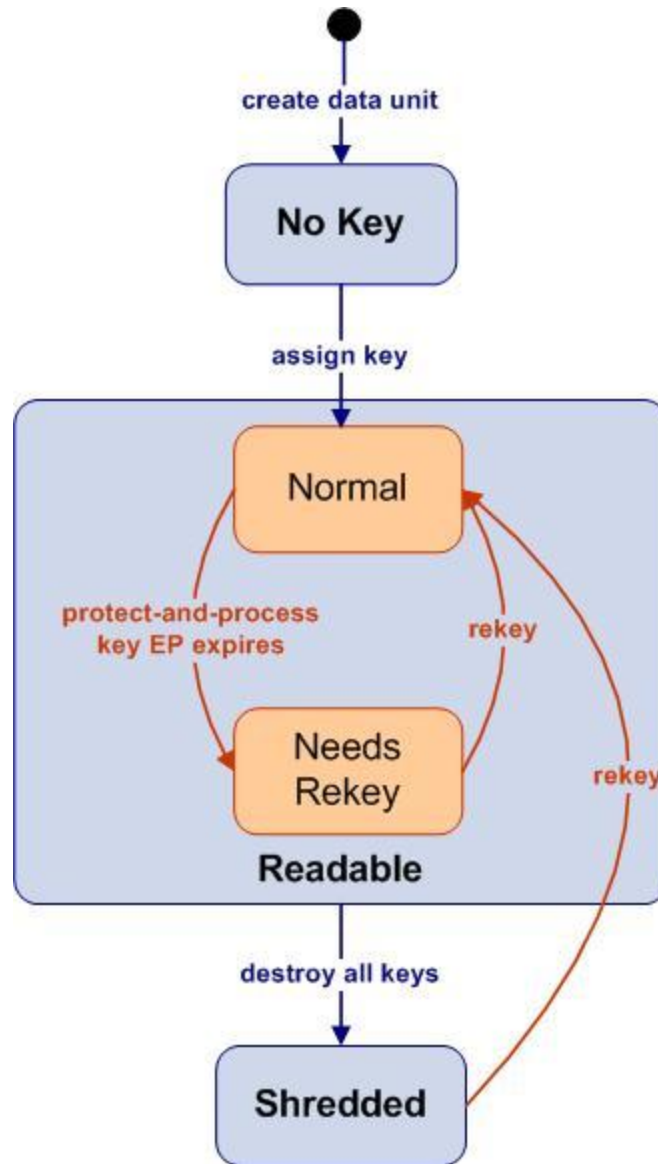 create data unit
No Key
assign key
Normal
protect-and-process
key EP expires
rekey
Needs
Rekey
rekey
Readable
destroy all keys
Shredded